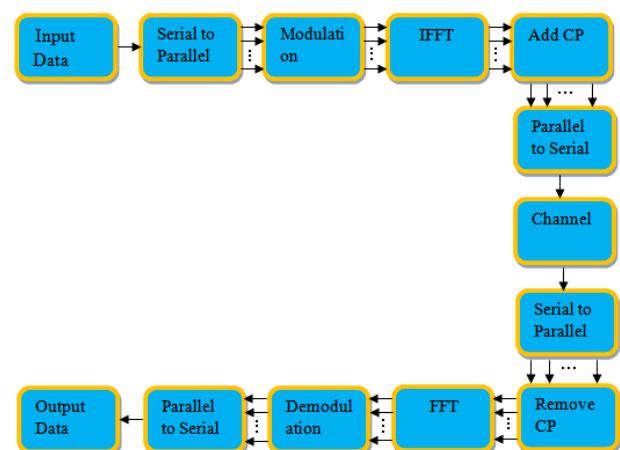 Input
Data
Serial to
Parallel
Modulati
on
IFFT
Add CP
Parallel
to Serial
Channel
Serial to
Parallel
Remove
CP
FFT
Demodul
ation
Parallel
to Serial
Output
Data